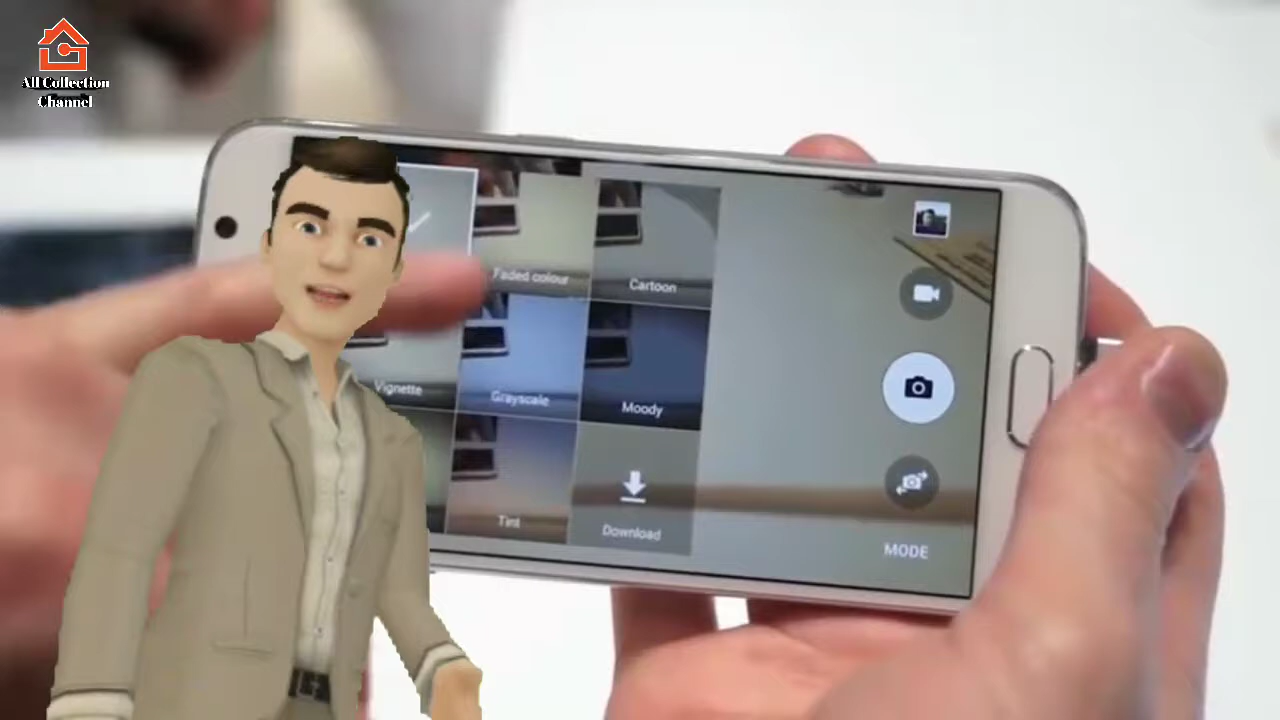 All Collection
Channel
Faded colour
Cartoon
Vignette
Grayscale
Moody
Tint
Download
MODE